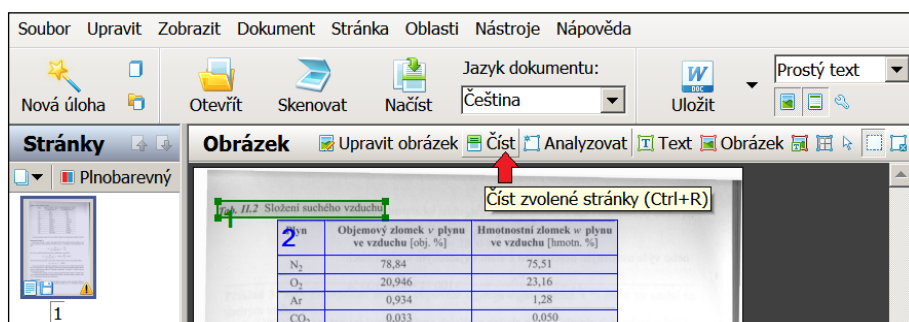 Soubor Upravit Zobrazit Dokument Stránka Oblasti Nástroje Nápověda
Nová úloha Otevřít Skenovat Načíst Jazyk dokumentu: Čeština W DOC Uložit Prostý text
Stránky Obrázek Upravit obrázek Číst Analyzovat T Text Obrázek
Plnobarevný
Číst zvolené stránky (Ctrl+R)
Tab. II.2 Složení suchého vzduchu
1
2
Plyn Objemový zlomek v plynu ve vzduchu [obj. %] Hmotnostní zlomek w plynu ve vzduchu [hmotn. %]
N₂ 78,84 75,51
O₂ 20,946 23,16
Ar 0,934 1,28
CO₂ 0,033 0,050
1